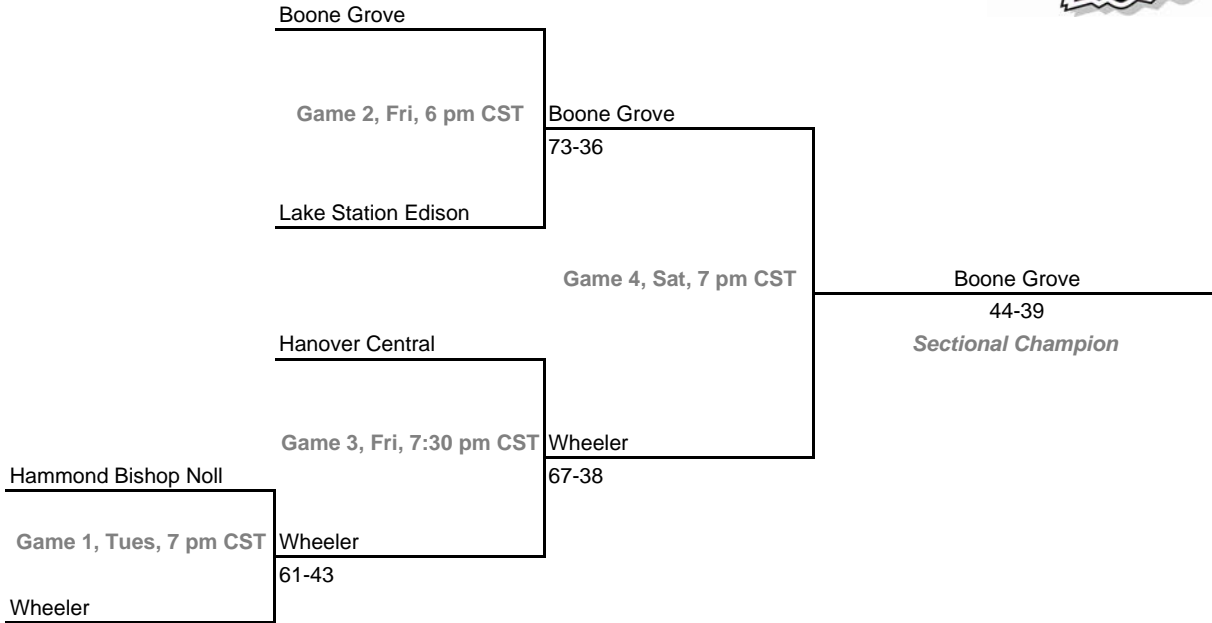 Boone Grove
Game 2, Fri, 6 pm CST
Boone Grove
73-36
Lake Station Edison
Game 4, Sat, 7 pm CST
Boone Grove
44-39
Sectional Champion
Hanover Central
Game 3, Fri, 7:30 pm CST
Wheeler
67-38
Hammond Bishop Noll
Game 1, Tues, 7 pm CST
Wheeler
61-43
Wheeler